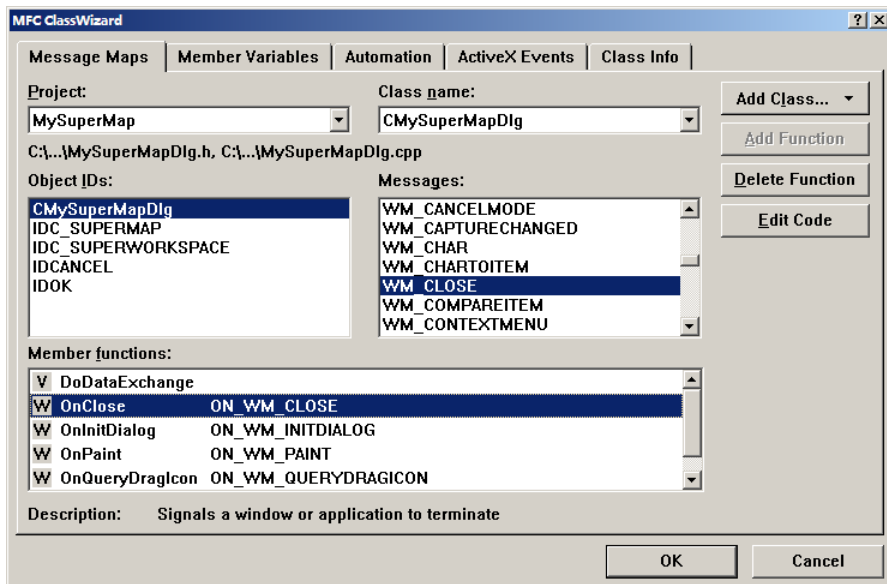 MFC ClassWizard
Message Maps Member Variables Automation ActiveX Events Class Info
Project: Class name:
MySuperMap CMySuperMapDlg
Add Class...
Add Function
Delete Function
Edit Code
C:\...\MySuperMapDlg.h, C:\...\MySuperMapDlg.cpp
Object IDs:
CMySuperMapDlg
IDC_SUPERMAP
IDC_SUPERWORKSPACE
IDCANCEL
IDOK
Messages:
WM_CANCELMODE
WM_CAPTURECHANGED
WM_CHAR
WM_CHARTOITEM
WM_CLOSE
WM_COMPAREITEM
WM_CONTEXTMENU
Member functions:
V DoDataExchange
W OnClose ON_WM_CLOSE
W OnInitDialog ON_WM_INITDIALOG
W OnPaint ON_WM_PAINT
W OnQueryDragIcon ON_WM_QUERYDRAGICON
Description: Signals a window or application to terminate
OK Cancel